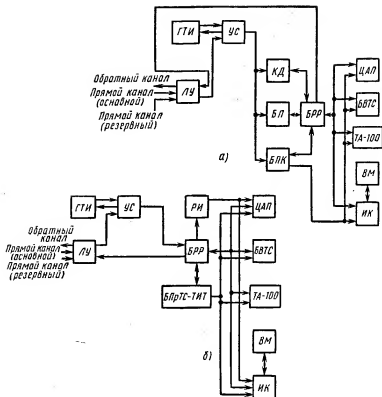 ГТИ
УС
Обратный канал
Прямой канал
(основной)
Прямой канал
(резервный)
ЛУ
КД
БП
БРР
БПК
ЦАП
БВТС
ТА-100
ВМ
ИК
а)
ГТИ
УС
РИ
ЦАП
Обратный
канал
Прямой канал
(основной)
Прямой канал
(резервный)
ЛУ
БРР
БВТС
БПрТС-ТИТ
ТА-100
ВМ
б)
ИК